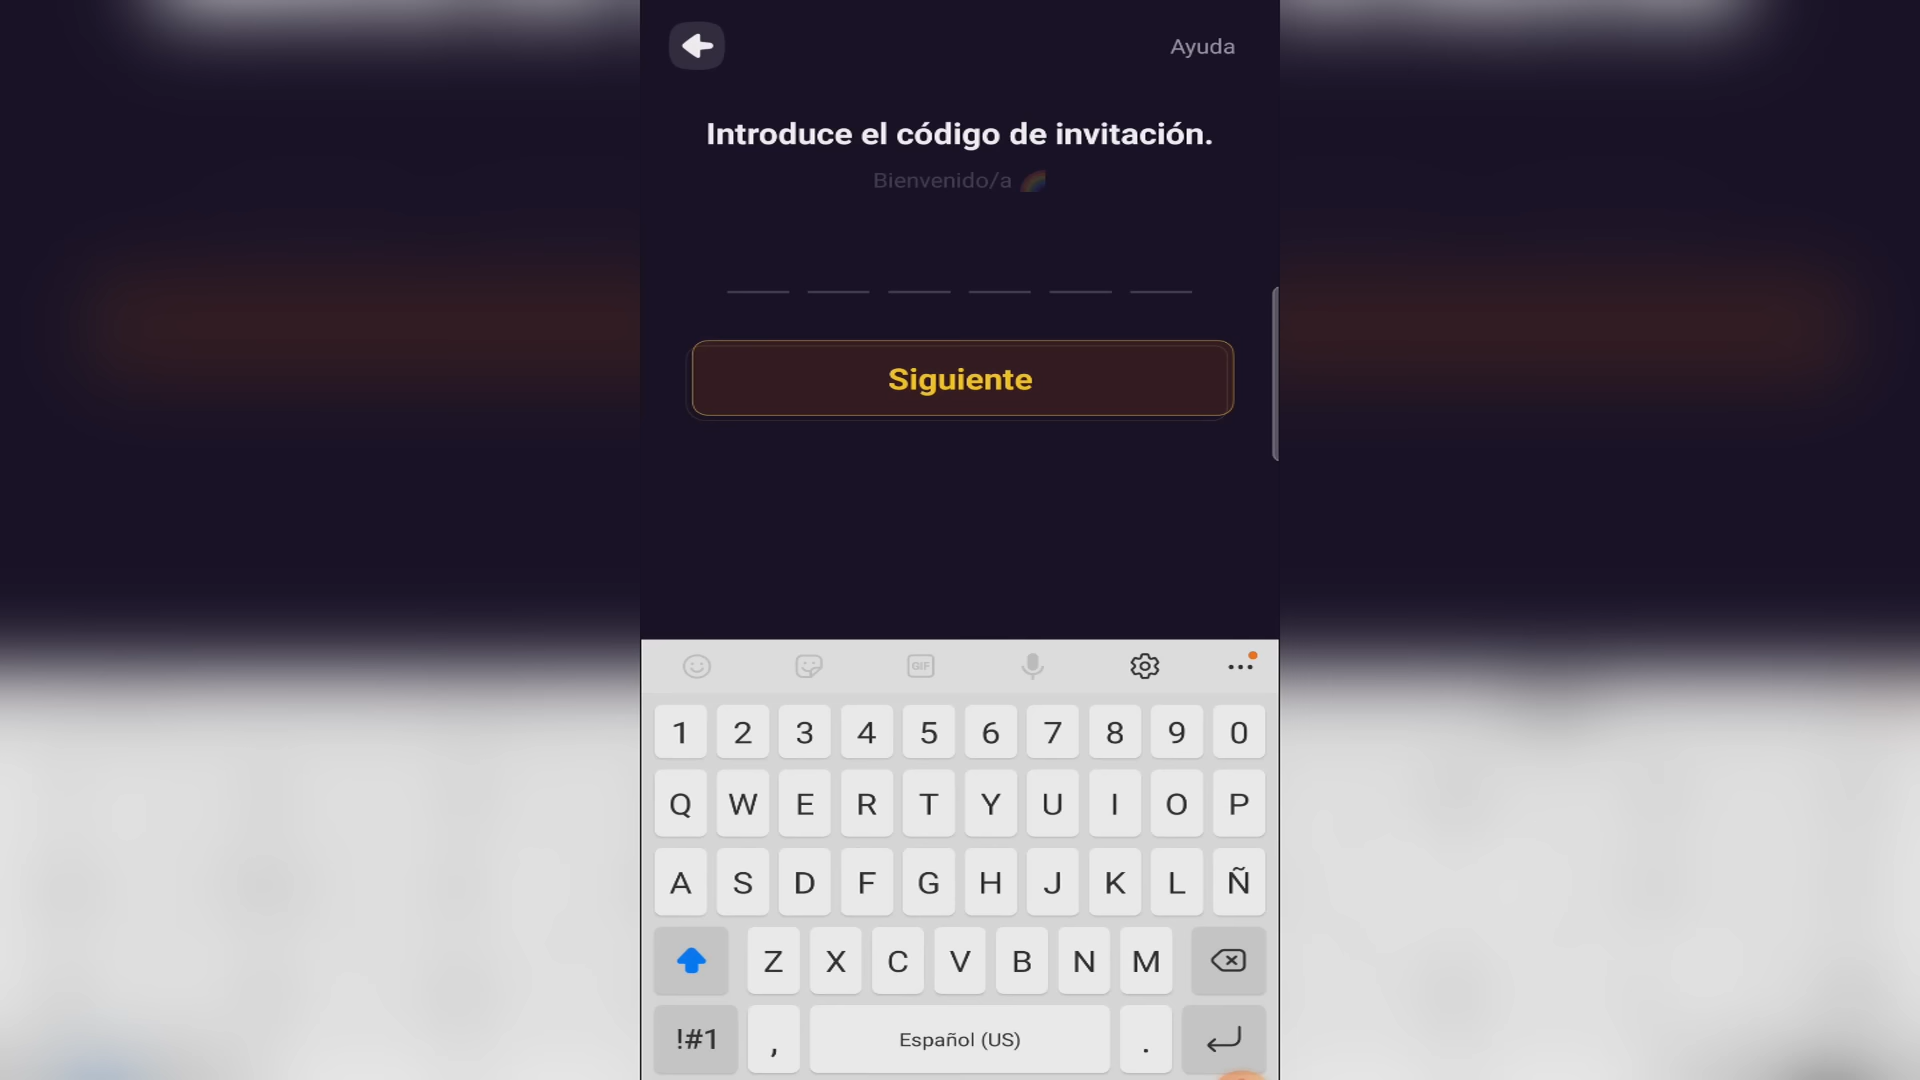 Ayuda
Introduce el código de invitación.
Bienvenido/a 🌈
Siguiente
GIF
1 2 3 4 5 6 7 8 9 0
Q W E R T Y U I O P
A S D F G H J K L Ñ
Z X C V B N M
!#1 , Español (US) .